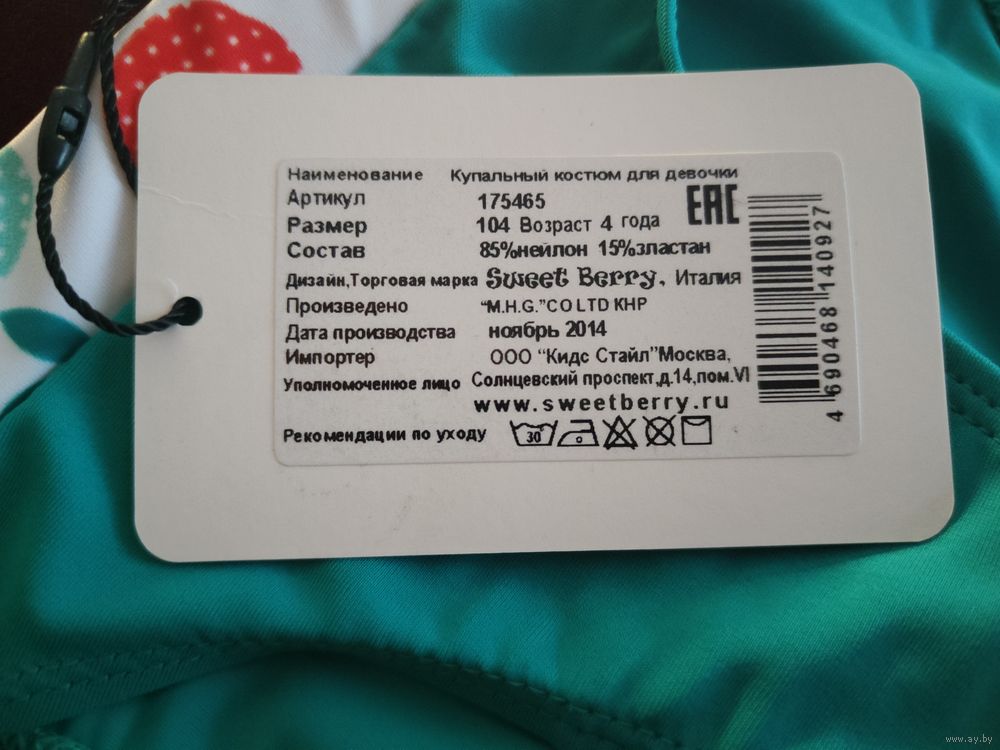 Наименование Купальный костюм для девочки
Артикул 175465
EAC
Размер 104 Возраст 4 года
Состав 85%нейлон 15%эластан
Дизайн,Торговая марка Sweet Berry, Италия
Произведено "M.H.G."CO LTD КНР
Дата производства ноябрь 2014
Импортер ООО "Кидс Стайл"Москва,
Уполномоченное лицо Солнцевский проспект,д.14,пом.VI
www.sweetberry.ru
Рекомендации по уходу 30
4 690468 140927
www.ay.by